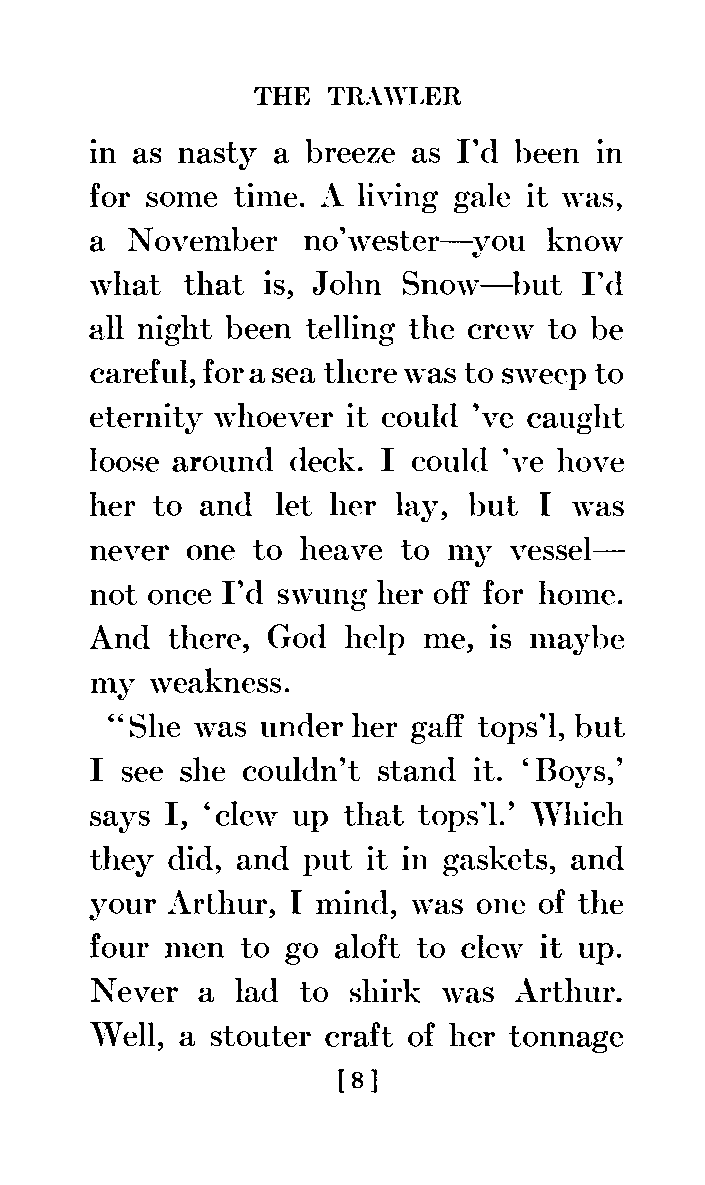 THE TRAWLER
in as nasty a breeze as I'd been in
for some time. A living gale it was,
a November no'wester—you know
what that is, John Snow—but I'd
all night been telling the crew to be
careful, for a sea there was to sweep to
eternity whoever it could 've caught
loose around deck. I could 've hove
her to and let her lay, but I was
never one to heave to my vessel—
not once I'd swung her off for home.
And there, God help me, is maybe
my weakness.
“She was under her gaff tops'l, but
I see she couldn't stand it. ‘Boys,’
says I, ‘clew up that tops'l.’ Which
they did, and put it in gaskets, and
your Arthur, I mind, was one of the
four men to go aloft to clew it up.
Never a lad to shirk was Arthur.
Well, a stouter craft of her tonnage
[8]